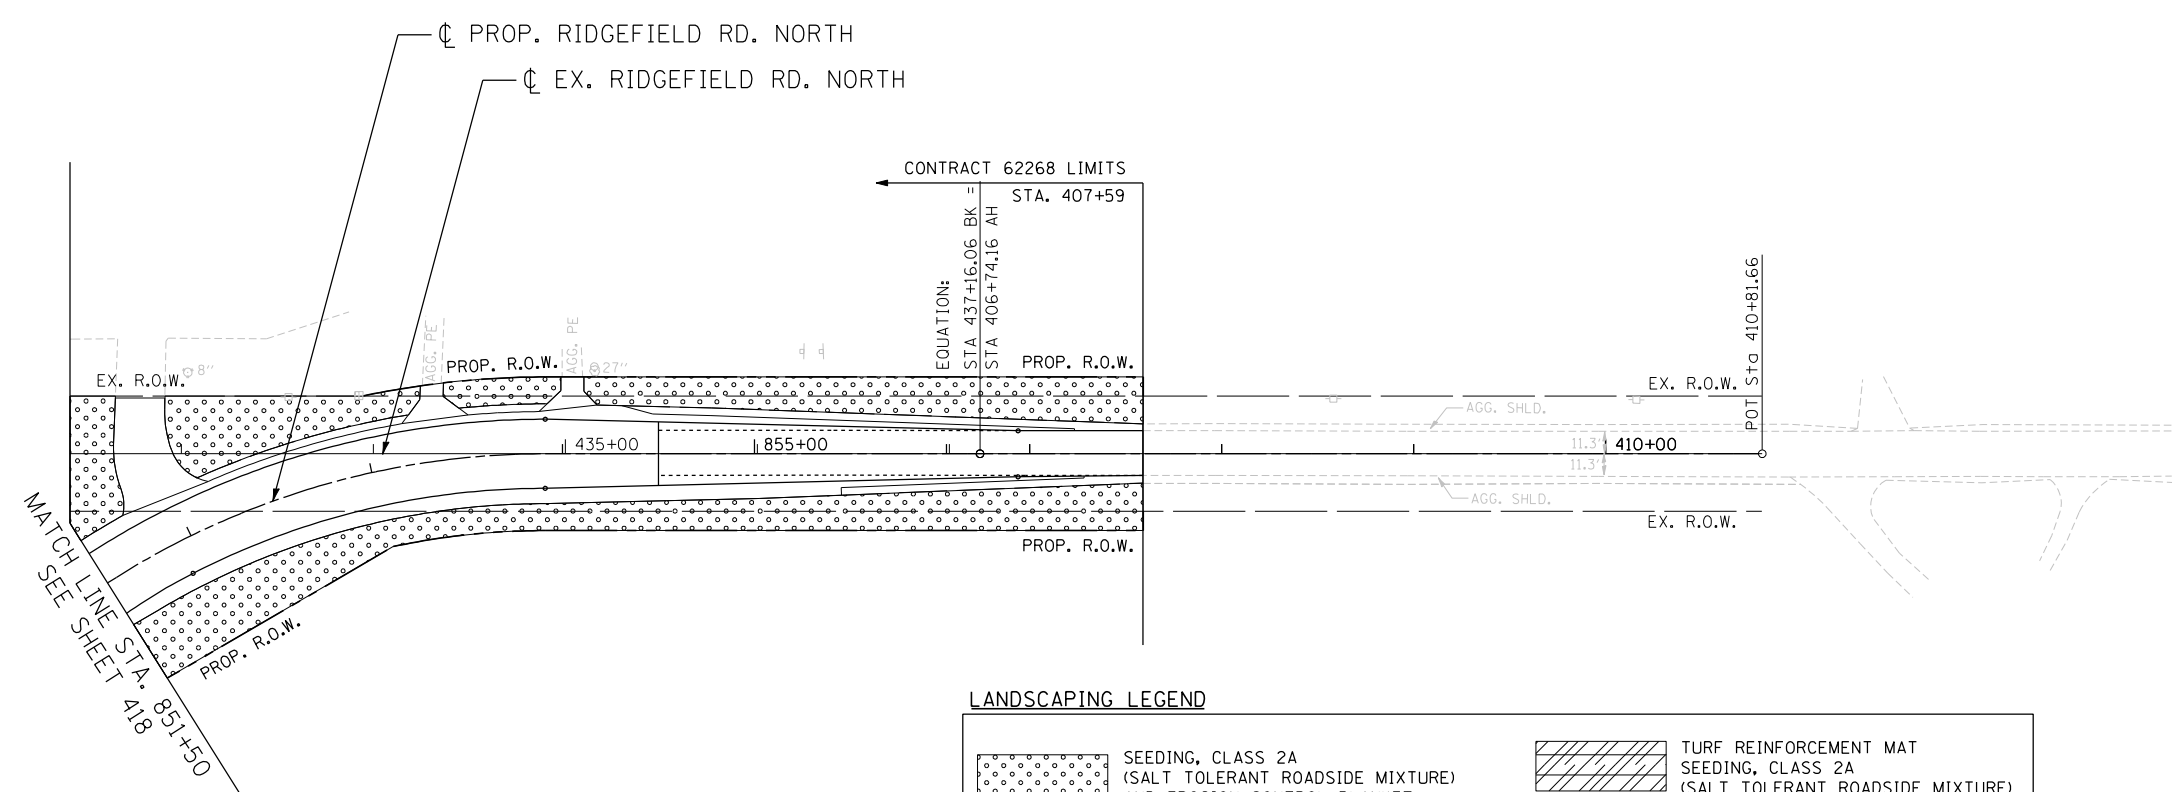 ℄ PROP. RIDGEFIELD RD. NORTH
℄ EX. RIDGEFIELD RD. NORTH
CONTRACT 62268 LIMITS
STA. 407+59
EQUATION:
STA 437+16.06 BK =
STA 406+74.16 AH
POT Sta 410+81.66
AGG. PE
AGG. PE
8''
27''
EX. R.O.W.
PROP. R.O.W.
PROP. R.O.W.
EX. R.O.W.
AGG. SHLD.
435+00
855+00
11.3'
410+00
11.3'
AGG. SHLD.
EX. R.O.W.
PROP. R.O.W.
PROP. R.O.W.
MATCH LINE STA. 851+50
SEE SHEET 418
LANDSCAPING LEGEND
SEEDING, CLASS 2A
(SALT TOLERANT ROADSIDE MIXTURE)
TURF REINFORCEMENT MAT
SEEDING, CLASS 2A
(SALT TOLERANT ROADSIDE MIXTURE)